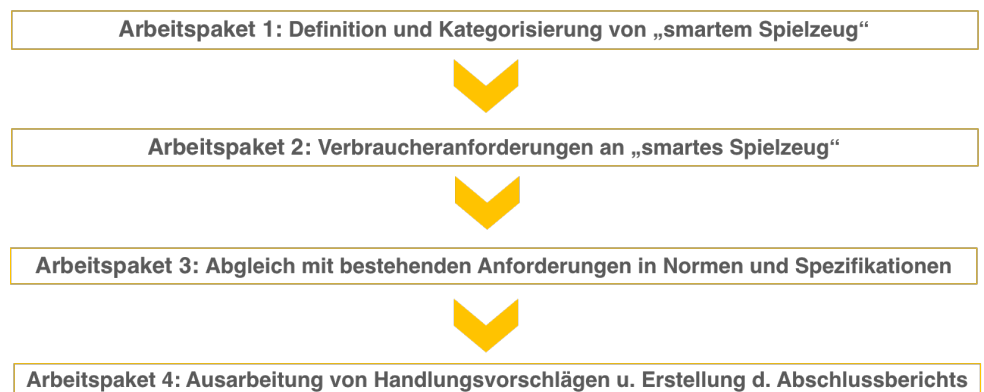 Arbeitspaket 1: Definition und Kategorisierung von „smartem Spielzeug“
Arbeitspaket 2: Verbraucheranforderungen an „smartes Spielzeug“
Arbeitspaket 3: Abgleich mit bestehenden Anforderungen in Normen und Spezifikationen
Arbeitspaket 4: Ausarbeitung von Handlungsvorschlägen u. Erstellung d. Abschlussberichts